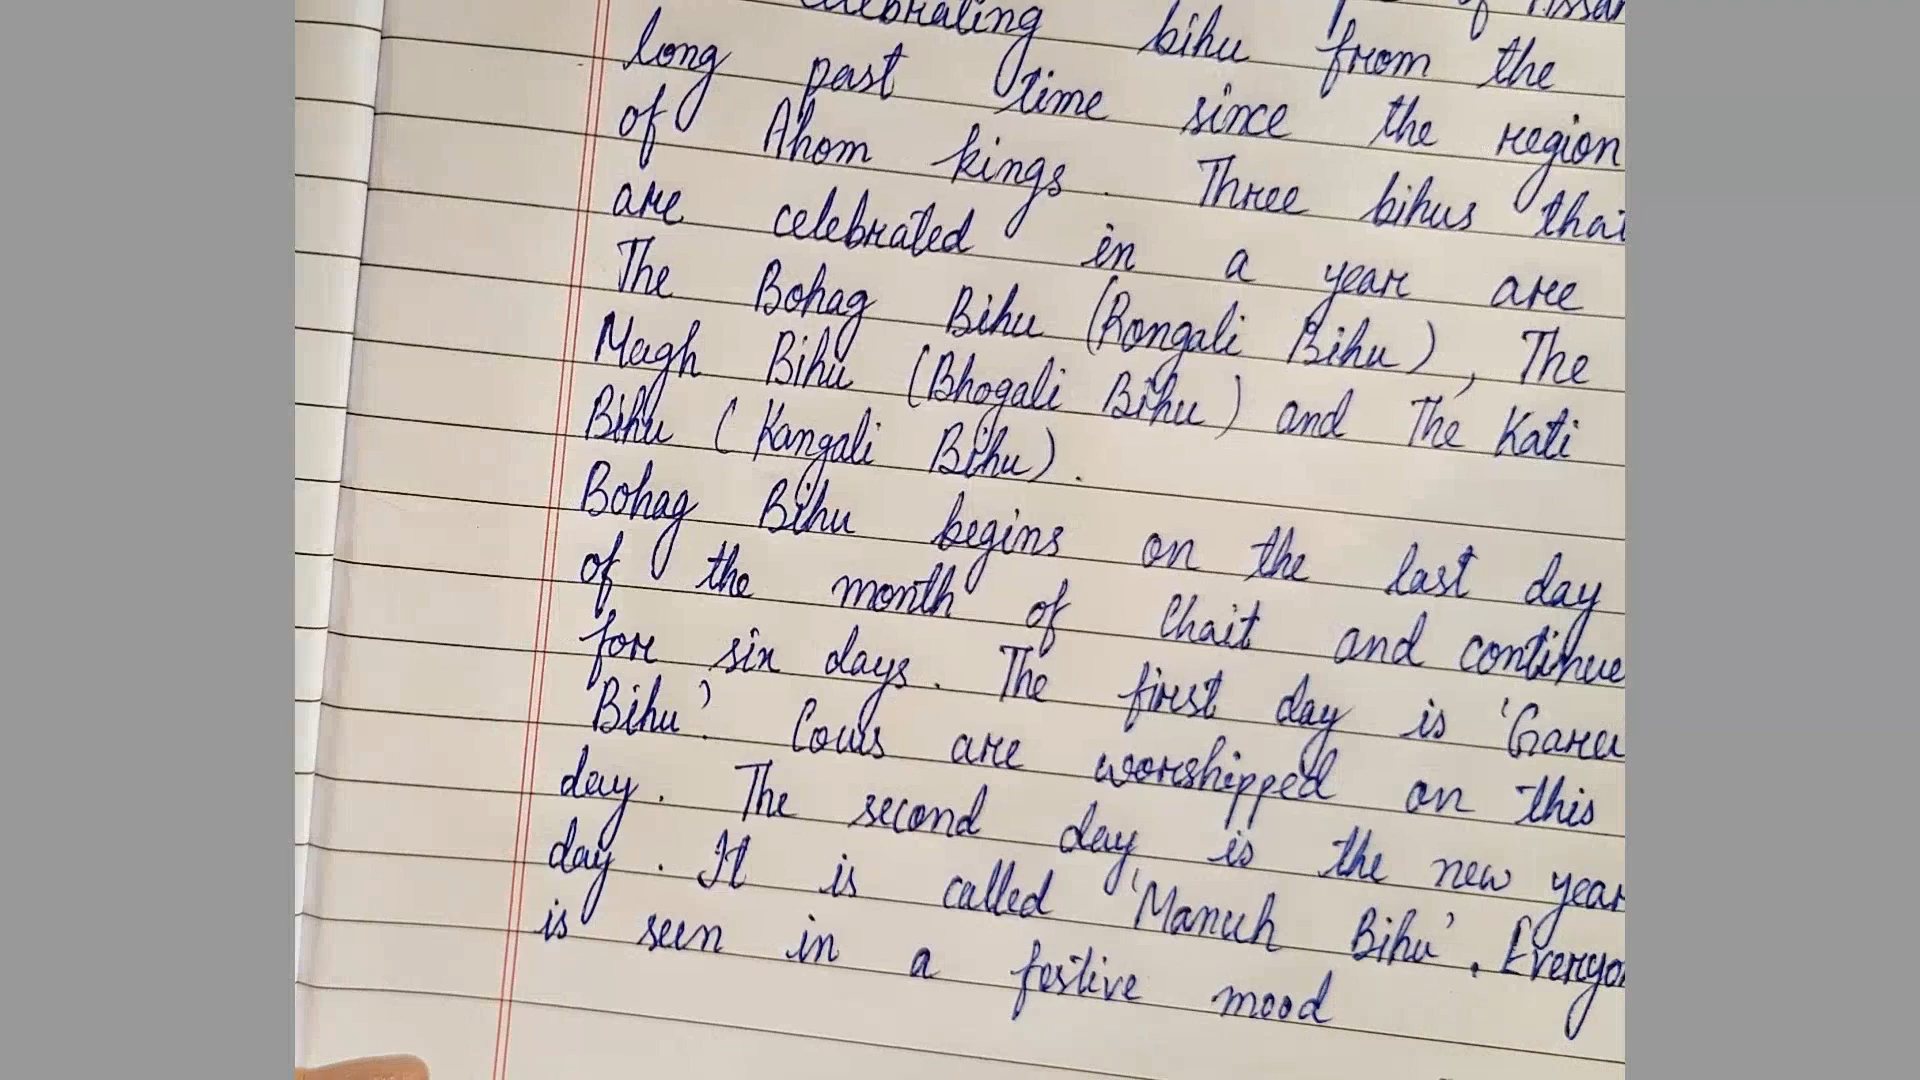 celebrating bihu from the
long past time since the region
of Ahom kings. Three bihus that
are celebrated in a year are
The Bohag Bihu (Rongali Bihu), The
Magh Bihu (Bhogali Bihu) and The Kati
Bihu (Kangali Bihu).
Bohag Bihu begins on the last day
of the month of Chait and continue
for six days. The first day is 'Garu
Bihu'. Cows are worshipped on this
day. The second day is the new year
day. It is called 'Manuh Bihu'. Everyo
is seen in a festive mood